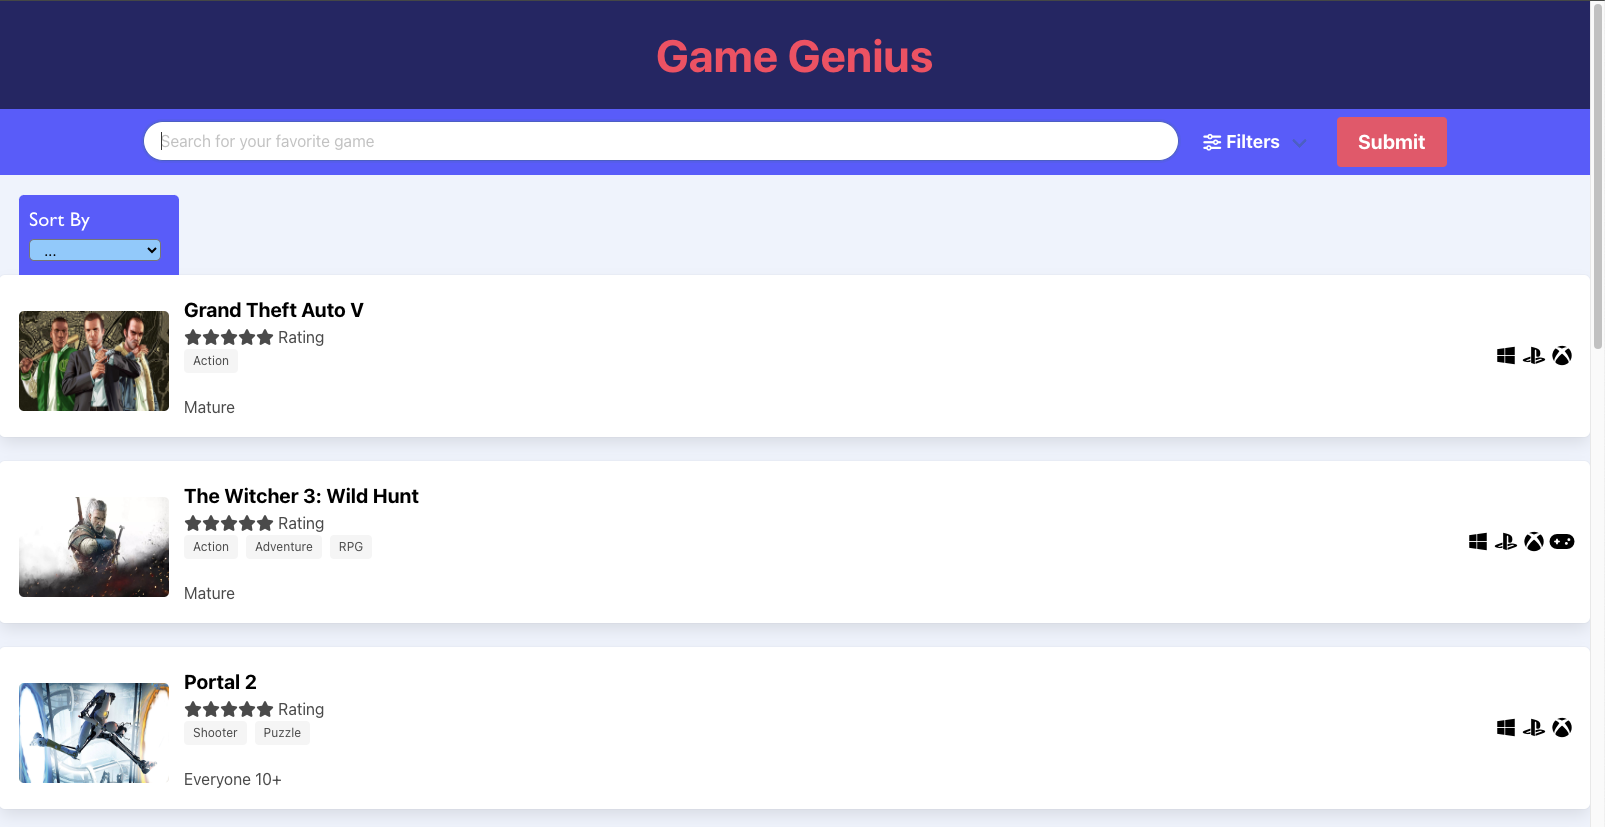 Game Genius
Search for your favorite game
Filters
Submit
Sort By
...
Grand Theft Auto V
Rating
Action
Mature
The Witcher 3: Wild Hunt
Rating
Action Adventure RPG
Mature
Portal 2
Rating
Shooter Puzzle
Everyone 10+